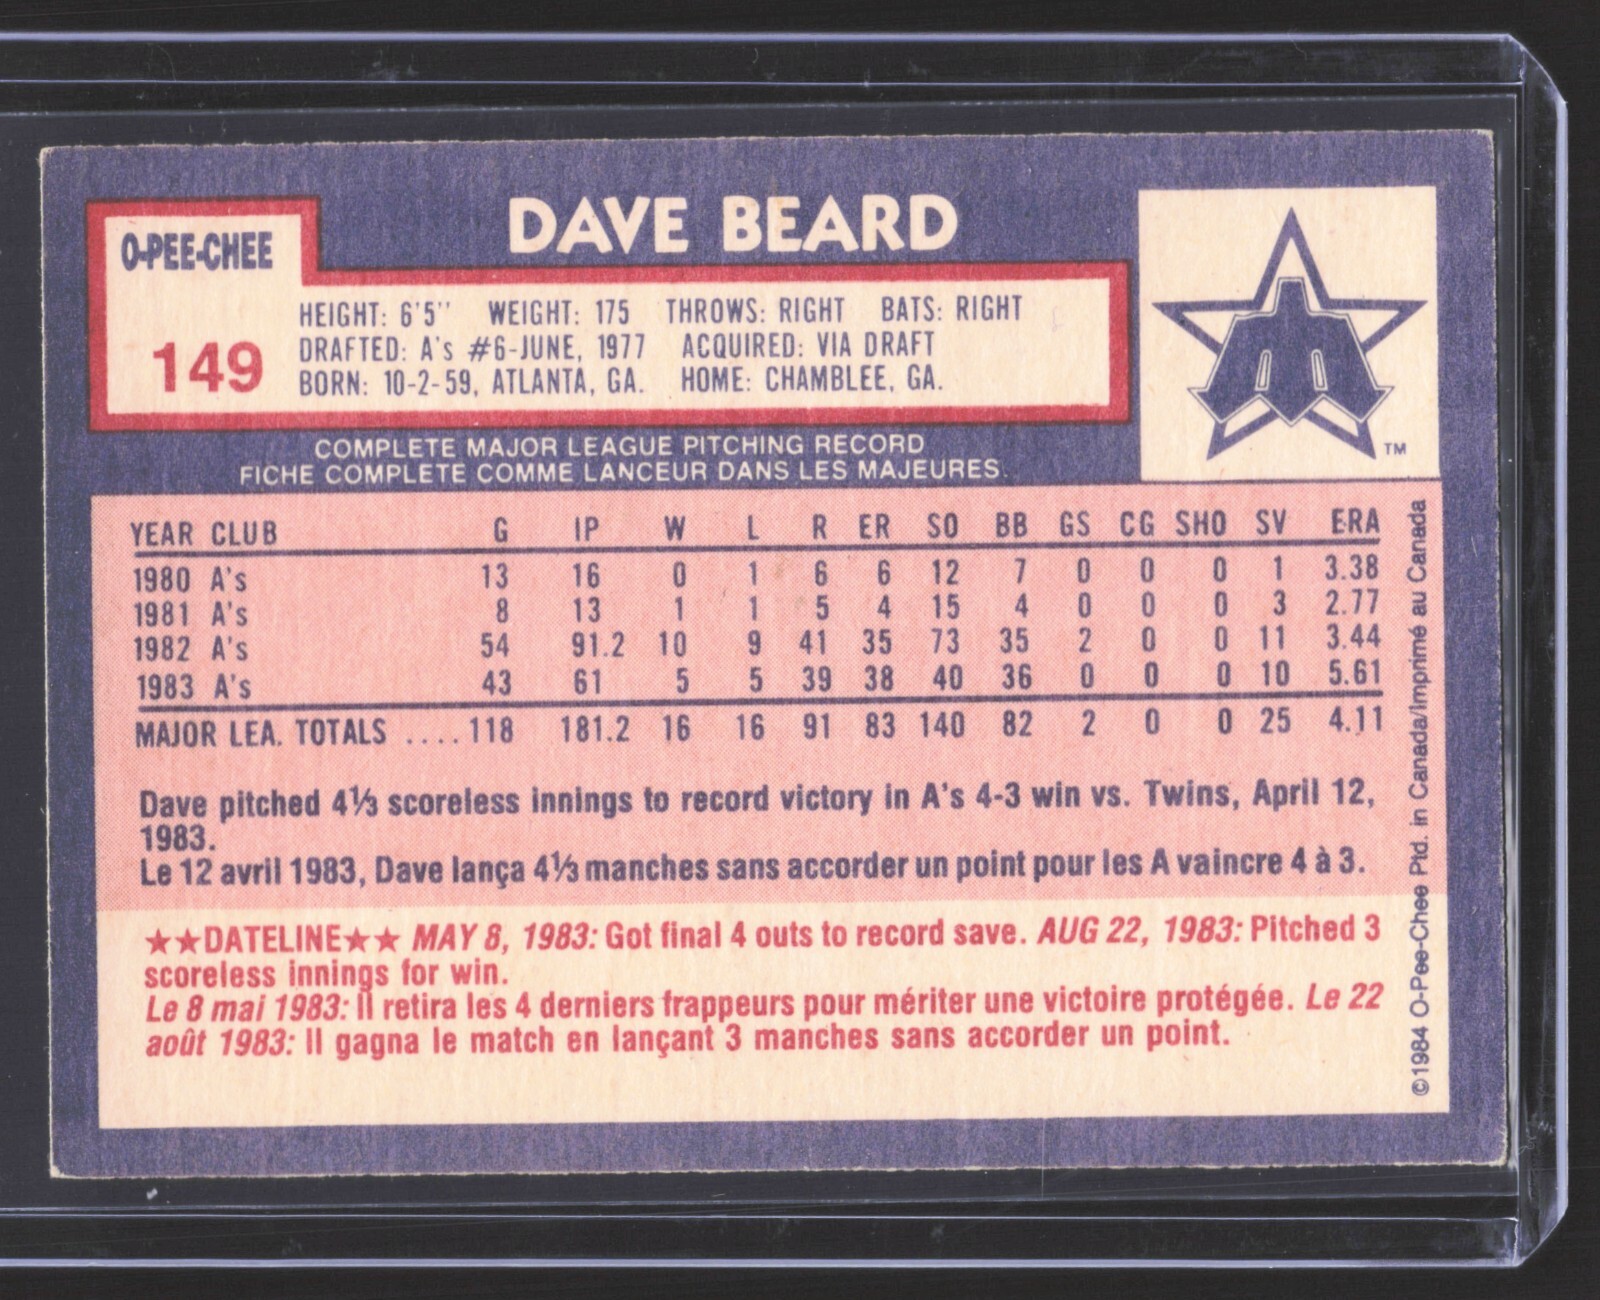 DAVE BEARD
O-PEE-CHEE
149
HEIGHT: 6'5" WEIGHT: 175 THROWS: RIGHT BATS: RIGHT
DRAFTED: A's #6-JUNE, 1977 ACQUIRED: VIA DRAFT
BORN: 10-2-59, ATLANTA, GA. HOME: CHAMBLEE, GA.
TM
COMPLETE MAJOR LEAGUE PITCHING RECORD
FICHE COMPLETE COMME LANCEUR DANS LES MAJEURES.
YEAR CLUB G IP W L R ER SO BB GS CG SHO SV ERA
1980 A's 13 16 0 1 6 6 12 7 0 0 0 1 3.38
1981 A's 8 13 1 1 5 4 15 4 0 0 0 3 2.77
1982 A's 54 91.2 10 9 41 35 73 35 2 0 0 11 3.44
1983 A's 43 61 5 5 39 38 40 36 0 0 0 10 5.61
MAJOR LEA. TOTALS .... 118 181.2 16 16 91 83 140 82 2 0 0 25 4.11
Dave pitched 4⅓ scoreless innings to record victory in A's 4-3 win vs. Twins, April 12,
1983.
Le 12 avril 1983, Dave lança 4⅓ manches sans accorder un point pour les A vaincre 4 à 3.
★★DATELINE★★ MAY 8, 1983: Got final 4 outs to record save. AUG 22, 1983: Pitched 3
scoreless innings for win.
Le 8 mai 1983: Il retira les 4 derniers frappeurs pour mériter une victoire protégée. Le 22
août 1983: Il gagna le match en lançant 3 manches sans accorder un point.
©1984 O-Pee-Chee Ptd. in Canada/Imprimé au Canada